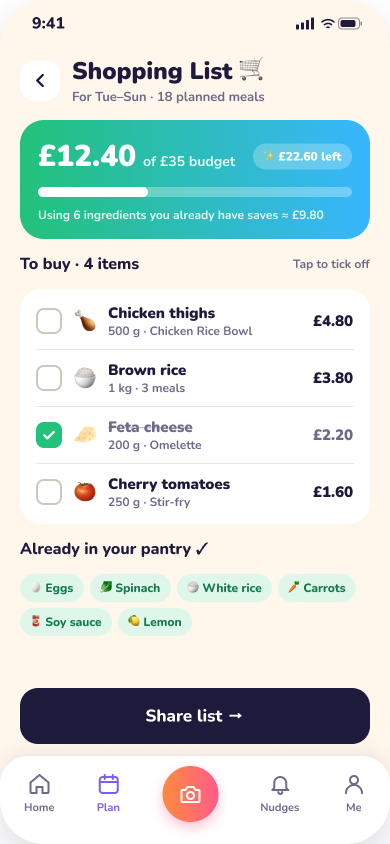 9:41
Shopping List 🛒
For Tue–Sun · 18 planned meals
£12.40 of £35 budget
✨ £22.60 left
Using 6 ingredients you already have saves ≈ £9.80
To buy · 4 items
Tap to tick off
Chicken thighs
500 g · Chicken Rice Bowl
£4.80
Brown rice
1 kg · 3 meals
£3.80
Feta cheese
200 g · Omelette
£2.20
Cherry tomatoes
250 g · Stir-fry
£1.60
Already in your pantry ✓
🥚 Eggs
🥬 Spinach
🍚 White rice
🥕 Carrots
🥫 Soy sauce
🍋 Lemon
Share list →
Home
Plan
Nudges
Me